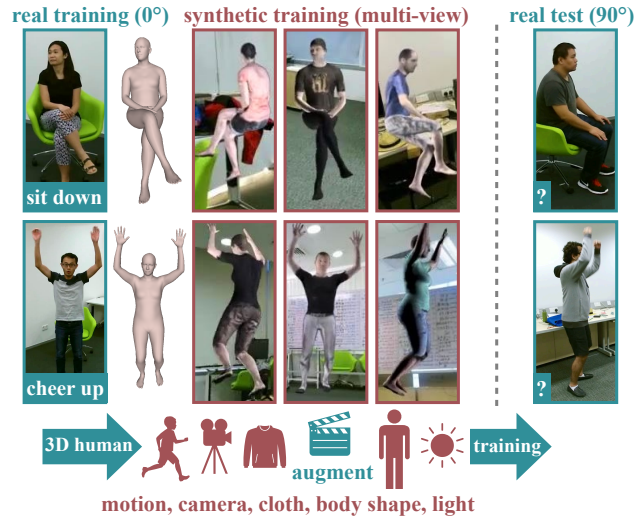 real training (0°) synthetic training (multi-view) real test (90°)
sit down
?
cheer up
?
3D human
augment
training
motion, camera, cloth, body shape, light